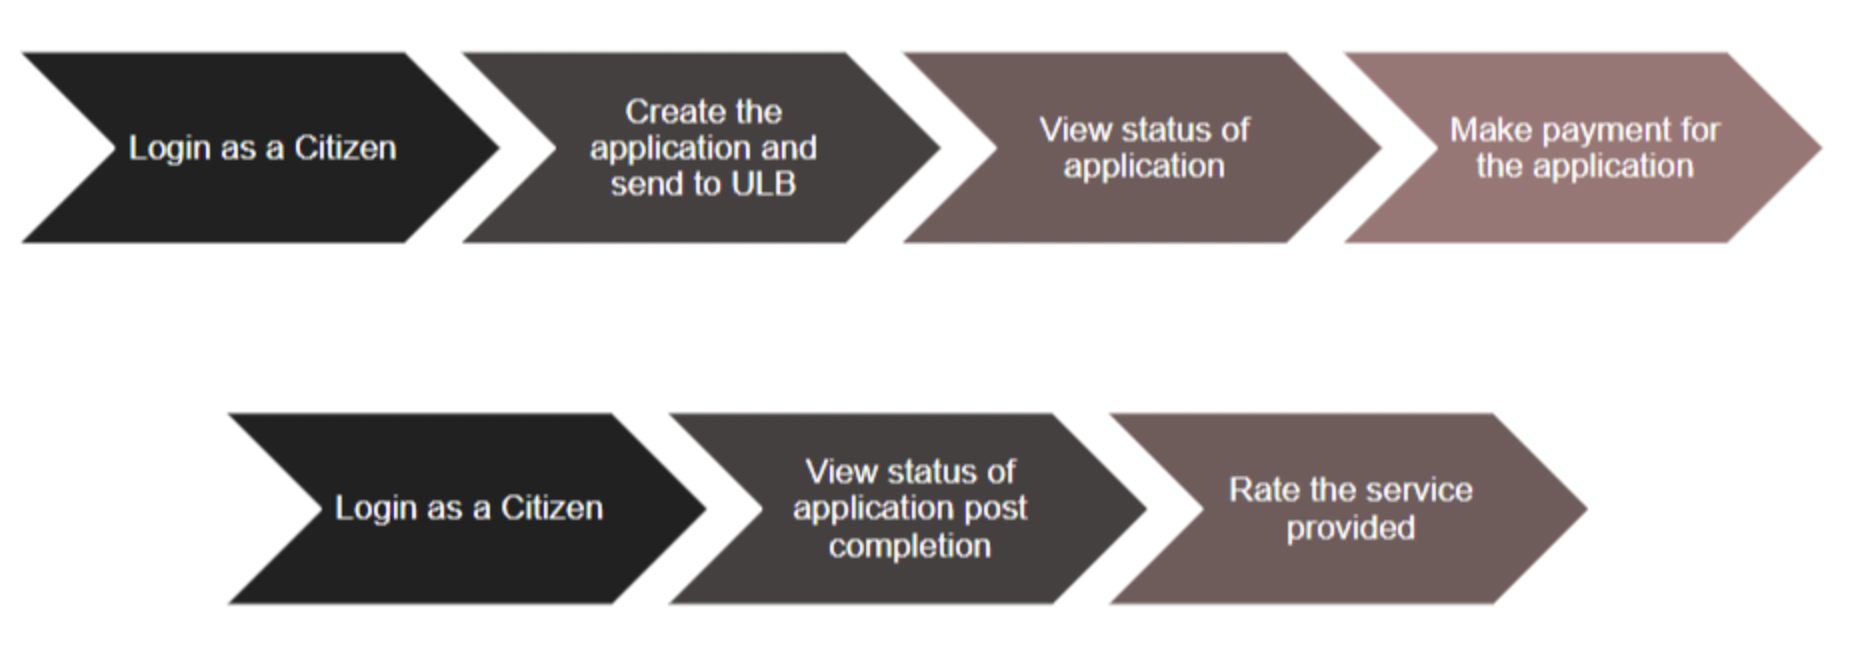 Login as a Citizen
Create the
application and
send to ULB
View status of
application
Make payment for
the application
Login as a Citizen
View status of
application post
completion
Rate the service
provided